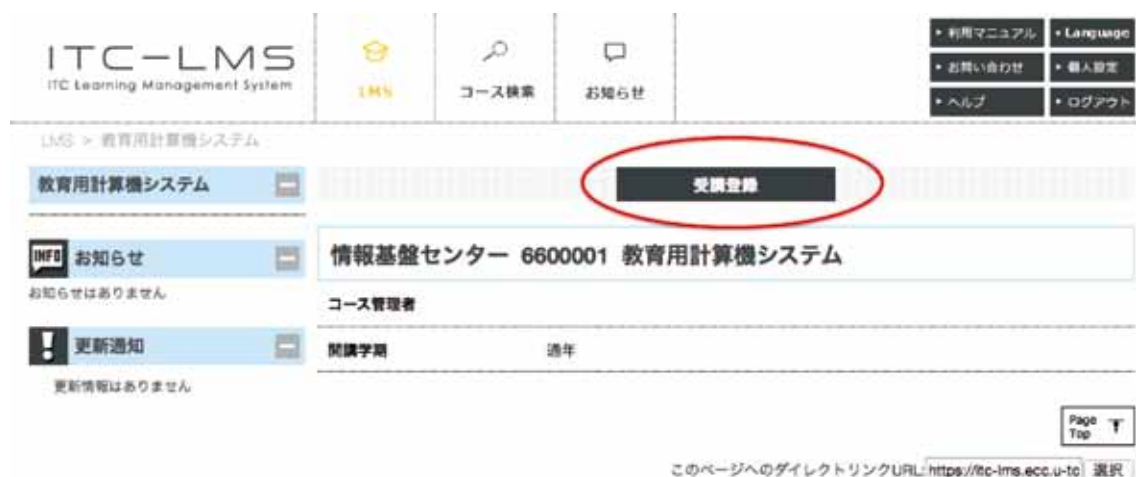 ITC-LMS
ITC Learning Management System
LMS
コース検索
お知らせ
利用マニュアル
Language
お問い合わせ
個人設定
ヘルプ
ログアウト
LMS > 教育用計算機システム
教育用計算機システム
受講登録
INFO お知らせ
お知らせはありません
更新通知
更新情報はありません
情報基盤センター 6600001 教育用計算機システム
コース管理者
開講学期 通年
Page Top
このページへのダイレクトリンクURL: https://itc-lms.ecc.u-tc 選択